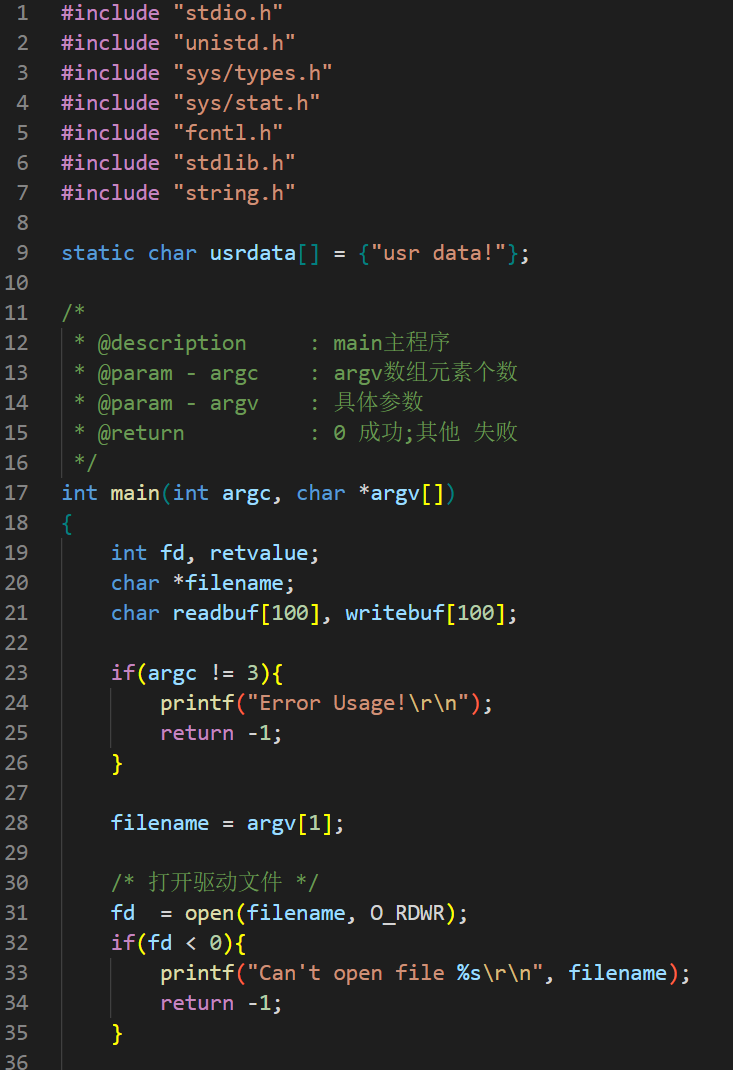 1 #include "stdio.h"
2 #include "unistd.h"
3 #include "sys/types.h"
4 #include "sys/stat.h"
5 #include "fcntl.h"
6 #include "stdlib.h"
7 #include "string.h"
8
9 static char usrdata[] = {"usr data!"};
10
11 /*
12  * @description     : main主程序
13  * @param - argc    : argv数组元素个数
14  * @param - argv    : 具体参数
15  * @return          : 0 成功;其他 失败
16  */
17 int main(int argc, char *argv[])
18 {
19     int fd, retvalue;
20     char *filename;
21     char readbuf[100], writebuf[100];
22
23     if(argc != 3){
24         printf("Error Usage!\r\n");
25         return -1;
26     }
27
28     filename = argv[1];
29
30     /* 打开驱动文件 */
31     fd  = open(filename, O_RDWR);
32     if(fd < 0){
33         printf("Can't open file %s\r\n", filename);
34         return -1;
35     }
36